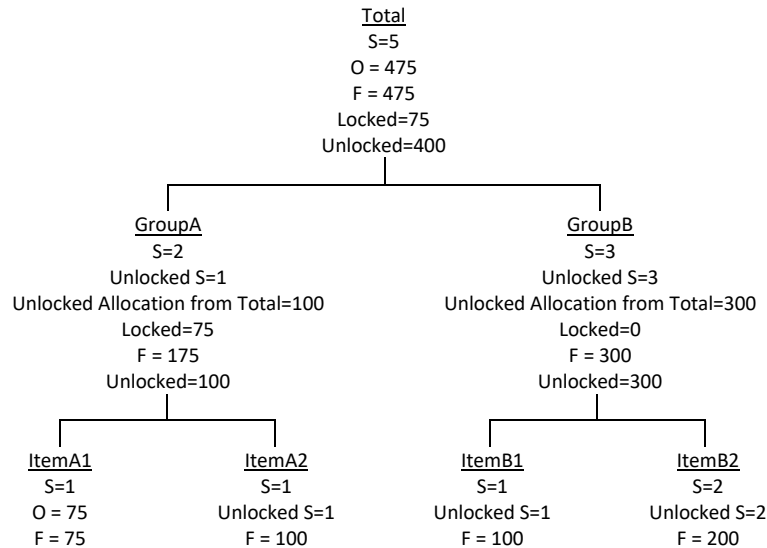 Total
S=5
O = 475
F = 475
Locked=75
Unlocked=400
GroupA
S=2
Unlocked S=1
Unlocked Allocation from Total=100
Locked=75
F = 175
Unlocked=100
GroupB
S=3
Unlocked S=3
Unlocked Allocation from Total=300
Locked=0
F = 300
Unlocked=300
ItemA1
S=1
O = 75
F = 75
ItemA2
S=1
Unlocked S=1
F = 100
ItemB1
S=1
Unlocked S=1
F = 100
ItemB2
S=2
Unlocked S=2
F = 200